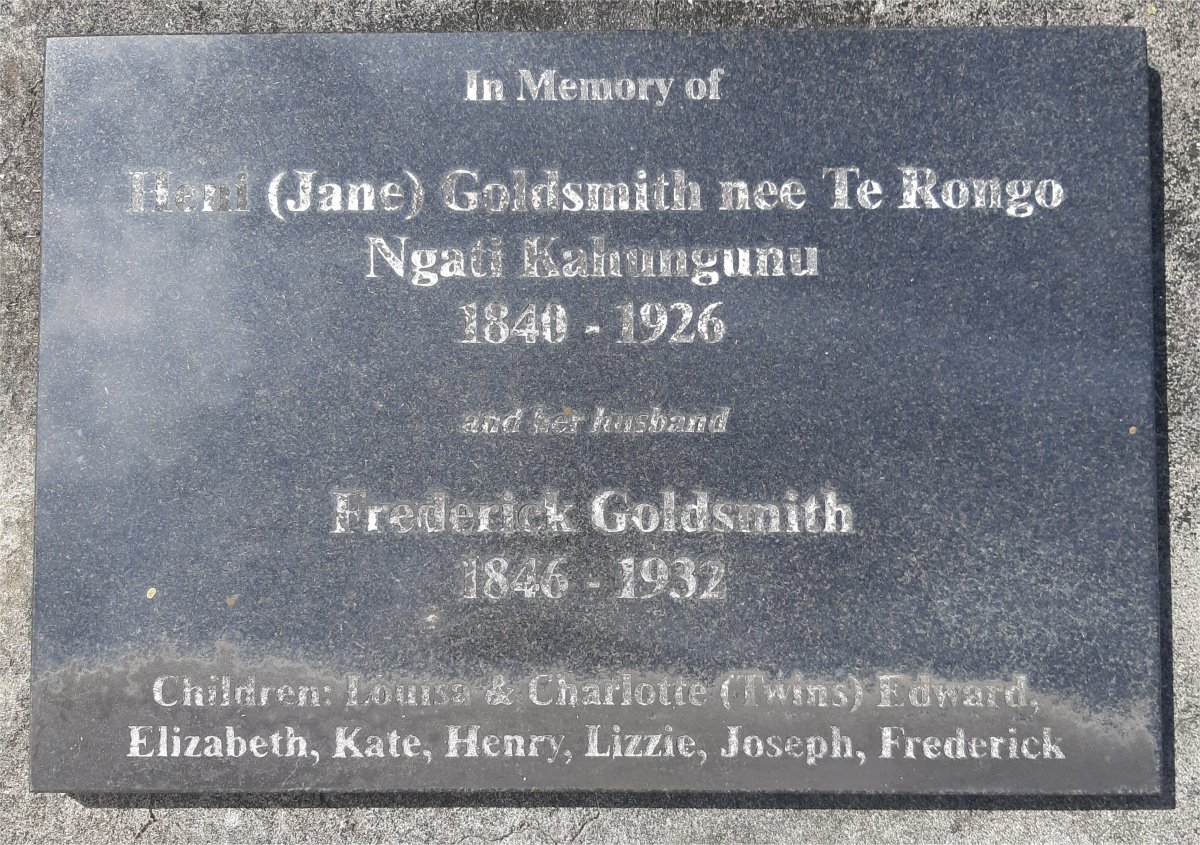 In Memory of
Heni (Jane) Goldsmith nee Te Rongo
Ngati Kahungunu
1840 - 1926
and her husband
Frederick Goldsmith
1846 - 1932
Children: Louisa & Charlotte (Twins) Edward,
Elizabeth, Kate, Henry, Lizzie, Joseph, Frederick